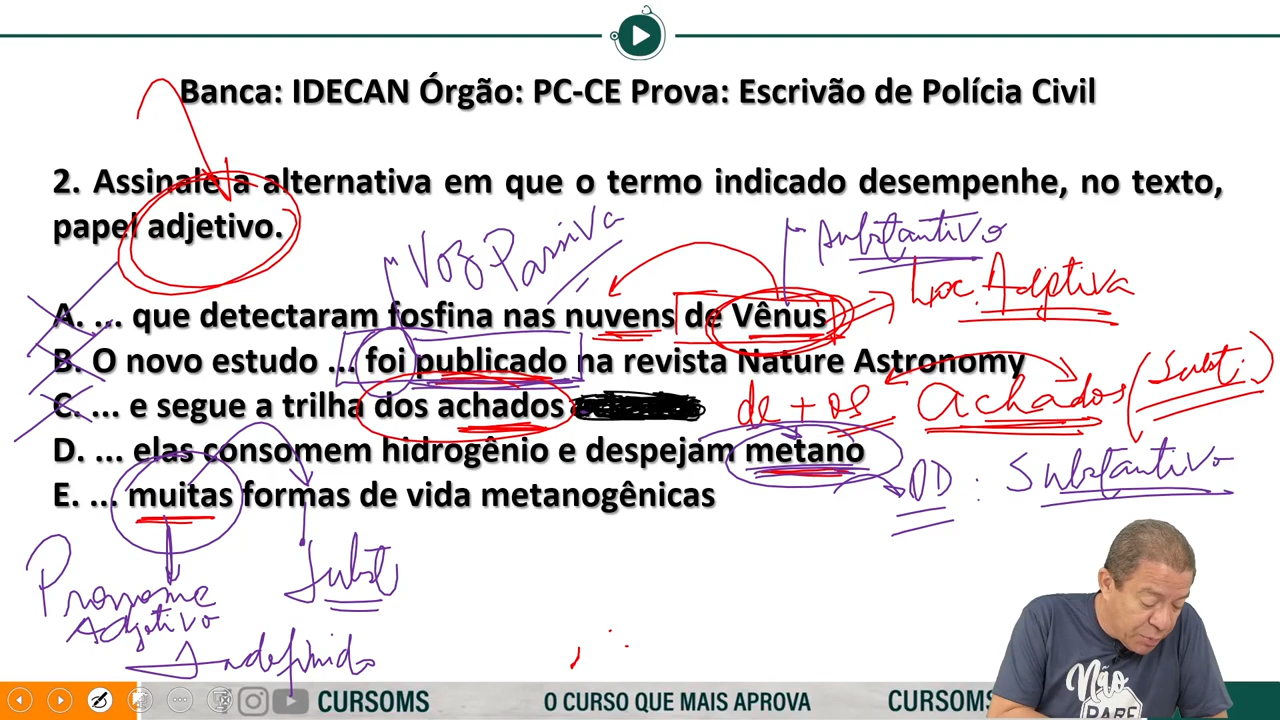 Banca: IDECAN Órgão: PC-CE Prova: Escrivão de Polícia Civil
2. Assinale a alternativa em que o termo indicado desempenhe, no texto,
papel adjetivo.
Voz Passiva
substantivo
Loc. Adjetiva
A. ... que detectaram fosfina nas nuvens de Vênus
B. O novo estudo ... foi publicado na revista Nature Astronomy
C. ... e segue a trilha dos achados
de + os achados (subst.)
D. ... elas consomem hidrogênio e despejam metano
OD: Substantivo
E. ... muitas formas de vida metanogênicas
Subst
Pronome
Adjetivo
Indefinido
NÃO
PARE
CURSOMS
O CURSO QUE MAIS APROVA
CURSOMS